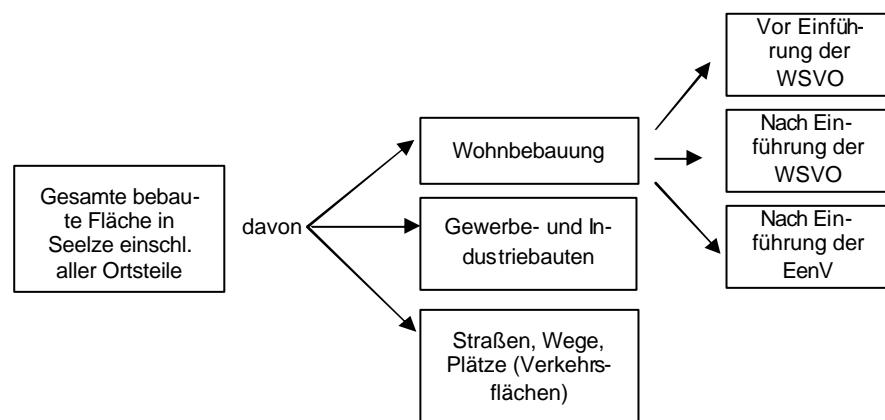 Gesamte bebau-
te Fläche in
Seelze einschl.
aller Ortsteile
davon
Wohnbebauung
Gewerbe- und In-
dustriebauten
Straßen, Wege,
Plätze (Verkehrs-
flächen)
Vor Einfüh-
rung der
WSVO
Nach Ein-
führung der
WSVO
Nach Ein-
führung der
EenV